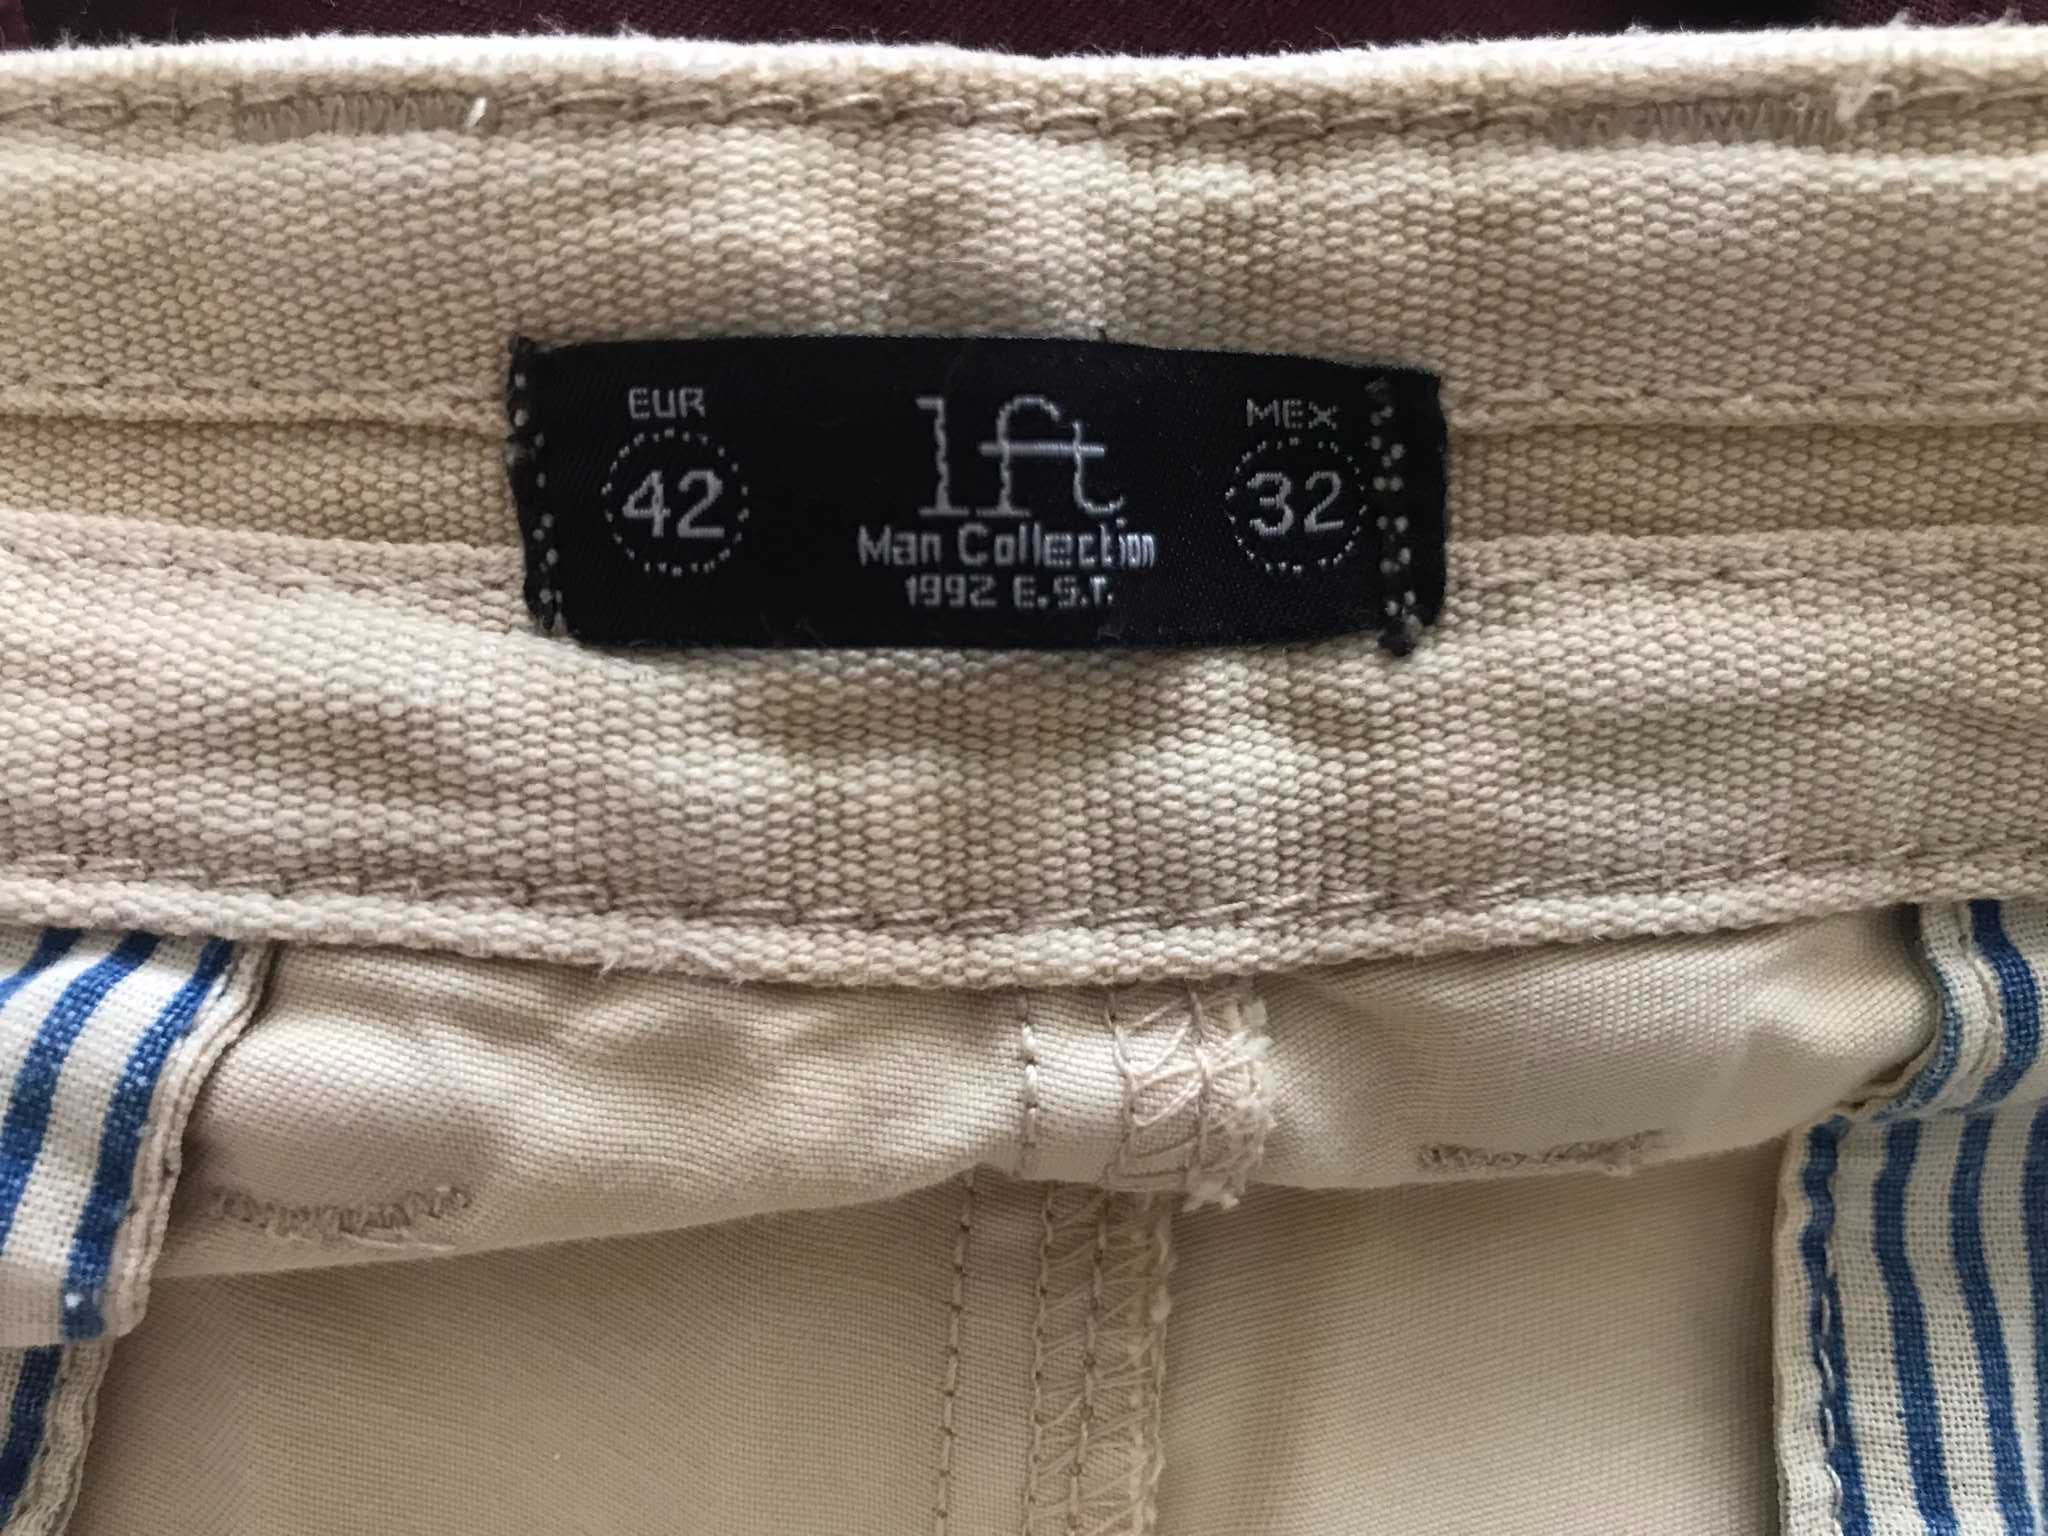 EUR
42
lft
Man Collection
1992 E.S.T.
MEX
32